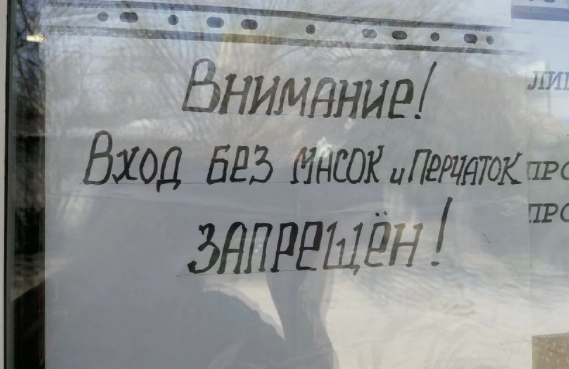 Внимание!
Вход без масок и перчаток
запрещён!